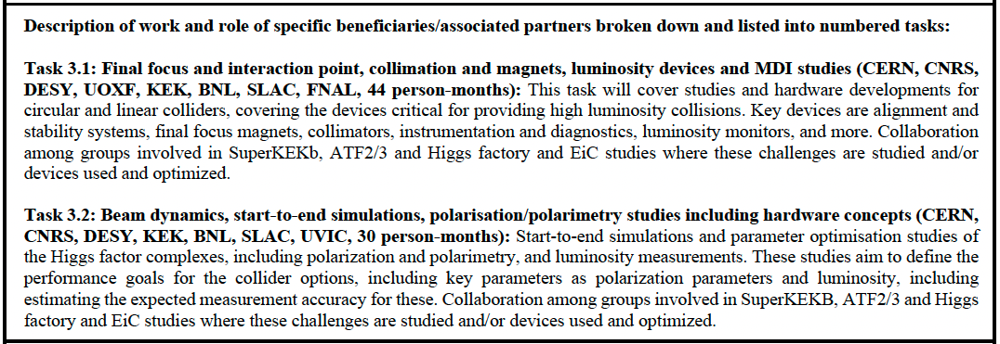 Description of work and role of specific beneficiaries/associated partners broken down and listed into numbered tasks:
Task 3.1: Final focus and interaction point, collimation and magnets, luminosity devices and MDI studies (CERN, CNRS,
DESY, UOXF, KEK, BNL, SLAC, FNAL, 44 person-months): This task will cover studies and hardware developments for
circular and linear colliders, covering the devices critical for providing high luminosity collisions. Key devices are alignment and
stability systems, final focus magnets, collimators, instrumentation and diagnostics, luminosity monitors, and more. Collaboration
among groups involved in SuperKEKb, ATF2/3 and Higgs factory and EiC studies where these challenges are studied and/or
devices used and optimized.
Task 3.2: Beam dynamics, start-to-end simulations, polarisation/polarimetry studies including hardware concepts (CERN,
CNRS, DESY, KEK, BNL, SLAC, UVIC, 30 person-months): Start-to-end simulations and parameter optimisation studies of
the Higgs factor complexes, including polarization and polarimetry, and luminosity measurements. These studies aim to define the
performance goals for the collider options, including key parameters as polarization parameters and luminosity, including
estimating the expected measurement accuracy for these. Collaboration among groups involved in SuperKEKB, ATF2/3 and Higgs
factory and EiC studies where these challenges are studied and/or devices used and optimized.